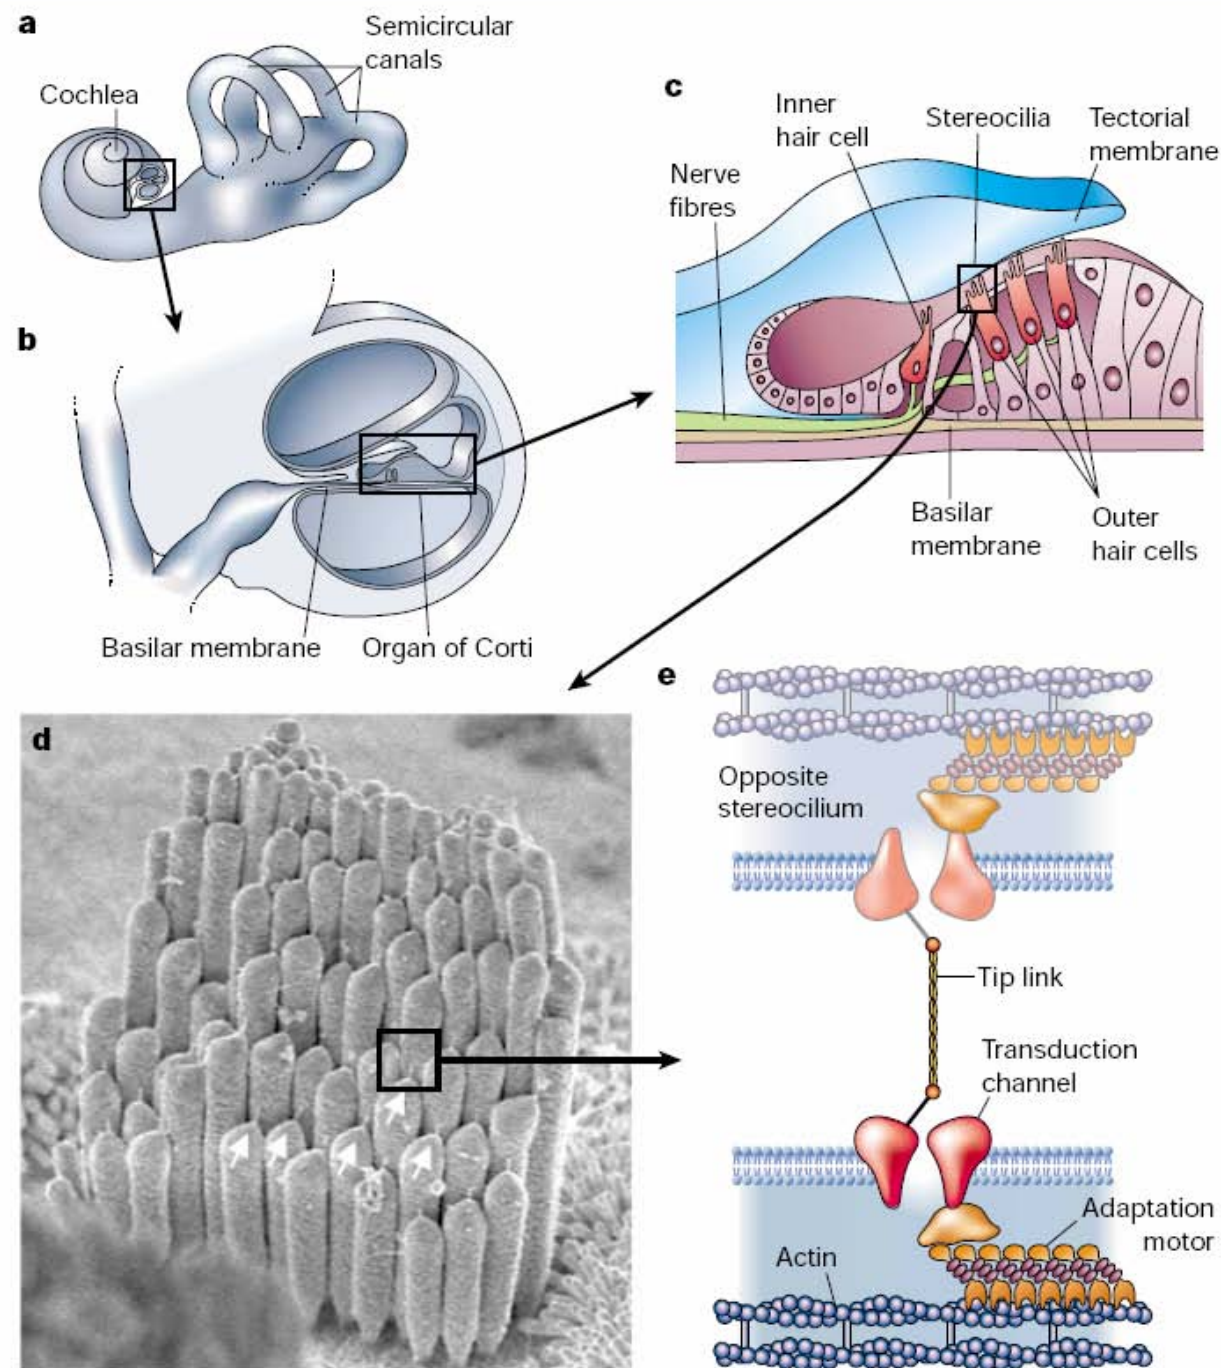 a
Semicircular
canals
Cochlea
b
Basilar membrane
Organ of Corti
c
Inner
hair cell
Stereocilia
Tectorial
membrane
Nerve
fibres
Basilar
membrane
Outer
hair cells
d
e
Opposite
stereocilium
Tip link
Transduction
channel
Adaptation
motor
Actin